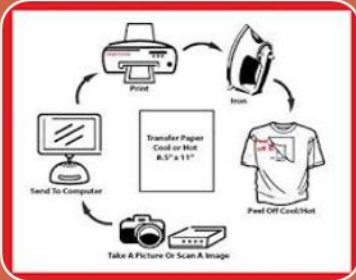 Print
Iron
Transfer Paper
Cool or Hot
8.5" x 11"
Send To Computer
Peel Off Cool/Hot
Take A Picture Or Scan A Image